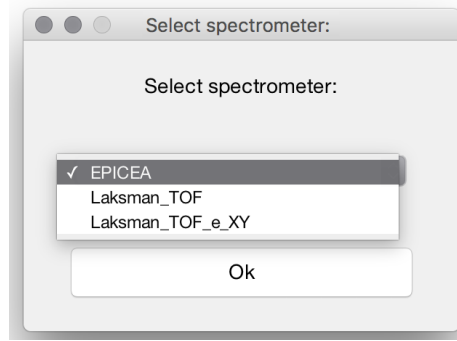 Select spectrometer:
Select spectrometer:
✓ EPICEA
Laksman_TOF
Laksman_TOF_e_XY
Ok